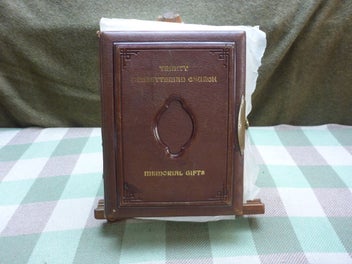 TRINITY
PRESBYTERIAN CHURCH
MEMORIAL GIFTS